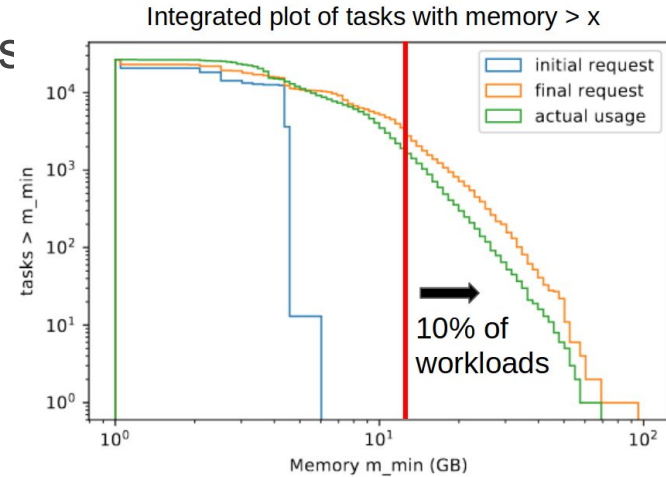 Integrated plot of tasks with memory > x
S
initial request
final request
actual usage
10⁴
10³
10²
10¹
10⁰
tasks > m_min
10% of
workloads
10⁰
10¹
10²
Memory m_min (GB)